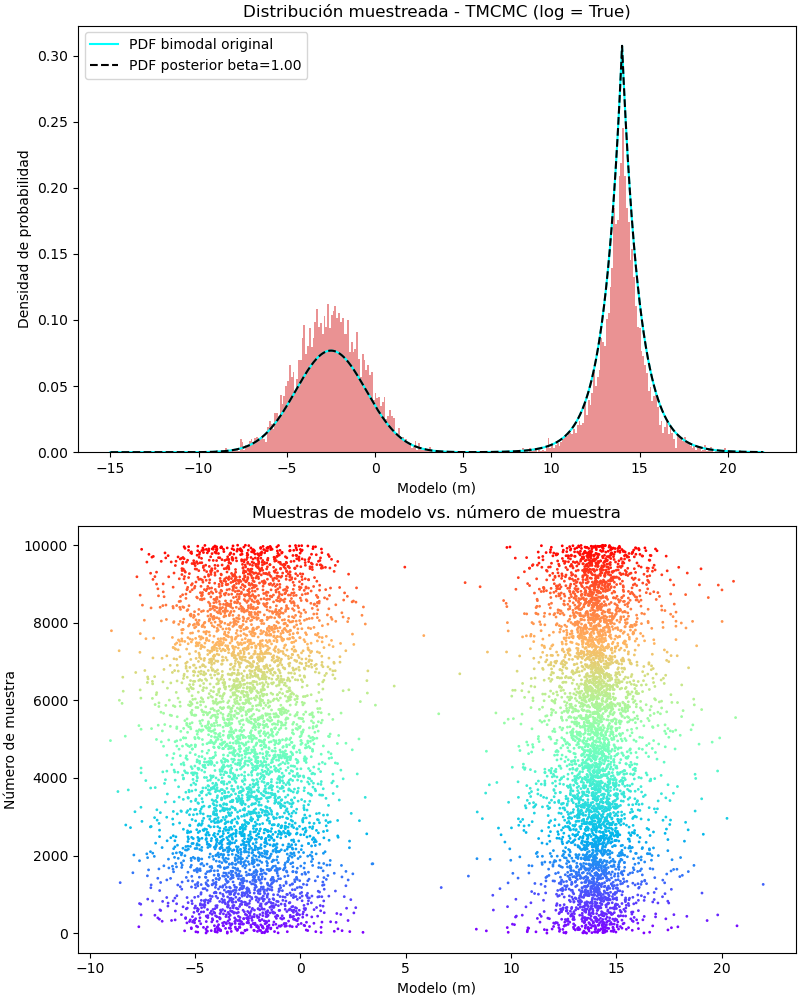 Distribución muestreada - TMCMC (log = True)
PDF bimodal original
PDF posterior beta=1.00
Densidad de probabilidad
0.30
0.25
0.20
0.15
0.10
0.05
0.00
−15 −10 −5 0 5 10 15 20
Modelo (m)
Muestras de modelo vs. número de muestra
Número de muestra
10000
8000
6000
4000
2000
0
−10 −5 0 5 10 15 20
Modelo (m)